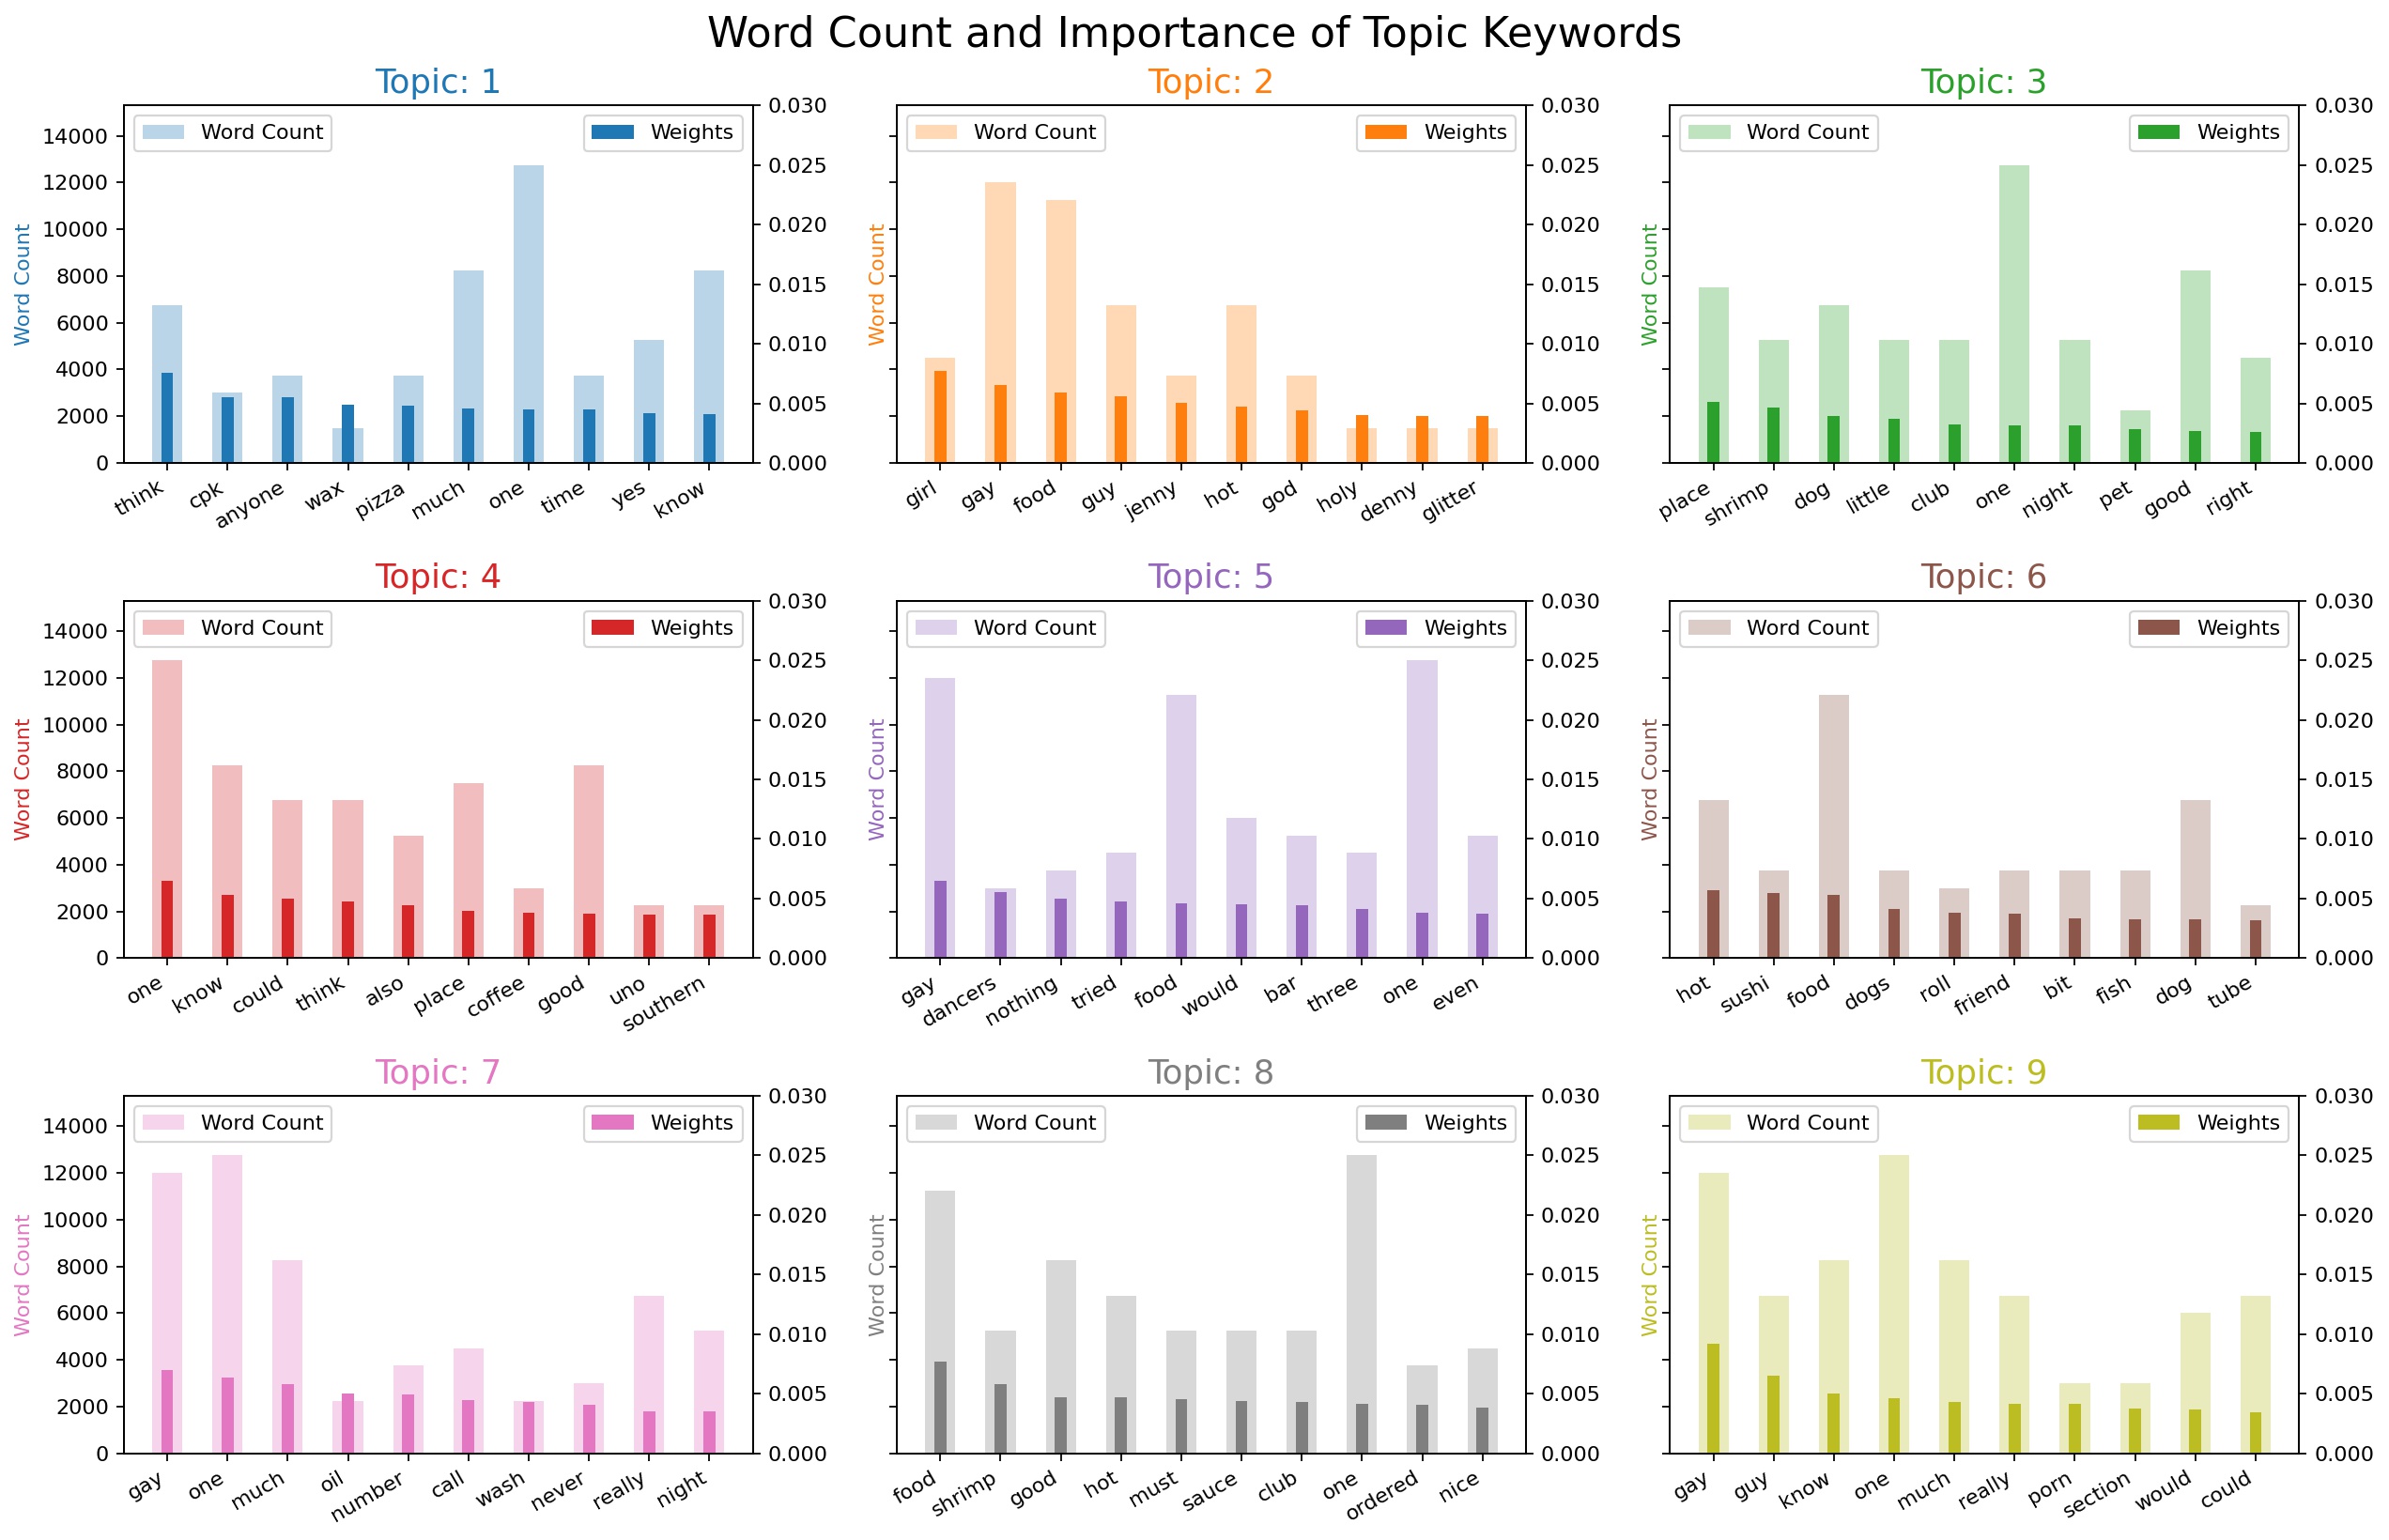 Word Count and Importance of Topic Keywords
Topic: 1
Word Count
Weights
Word Count
14000
12000
10000
8000
6000
4000
2000
0
0.030
0.025
0.020
0.015
0.010
0.005
0.000
think cpk anyone wax pizza much one time yes know
Topic: 2
Word Count
Weights
Word Count
0.030
0.025
0.020
0.015
0.010
0.005
0.000
girl gay food guy jenny hot god holy denny glitter
Topic: 3
Word Count
Weights
Word Count
0.030
0.025
0.020
0.015
0.010
0.005
0.000
place shrimp dog little club one night pet good right
Topic: 4
Word Count
Weights
Word Count
14000
12000
10000
8000
6000
4000
2000
0
0.030
0.025
0.020
0.015
0.010
0.005
0.000
one know could think also place coffee good uno southern
Topic: 5
Word Count
Weights
Word Count
0.030
0.025
0.020
0.015
0.010
0.005
0.000
gay dancers nothing tried food would bar three one even
Topic: 6
Word Count
Weights
Word Count
0.030
0.025
0.020
0.015
0.010
0.005
0.000
hot sushi food dogs roll friend bit fish dog tube
Topic: 7
Word Count
Weights
Word Count
14000
12000
10000
8000
6000
4000
2000
0
0.030
0.025
0.020
0.015
0.010
0.005
0.000
gay one much oil number call wash never really night
Topic: 8
Word Count
Weights
Word Count
0.030
0.025
0.020
0.015
0.010
0.005
0.000
food shrimp good hot must sauce club one ordered nice
Topic: 9
Word Count
Weights
Word Count
0.030
0.025
0.020
0.015
0.010
0.005
0.000
gay guy know one much really porn section would could